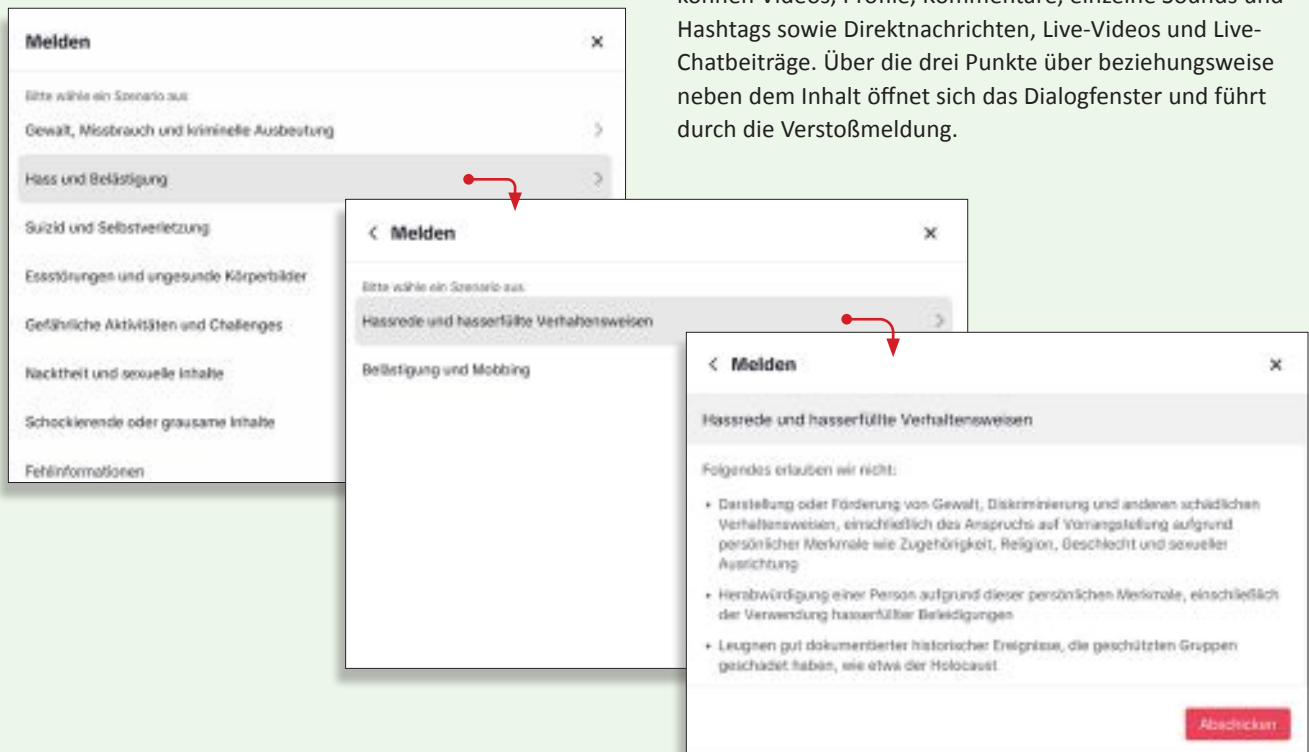 können Videos, Profile, Kommentare, einzelne Sounds und
Hashtags sowie Direktnachrichten, Live-Videos und Live-
Chatbeiträge. Über die drei Punkte über beziehungsweise
neben dem Inhalt öffnet sich das Dialogfenster und führt
durch die Verstoßmeldung.
Melden
Bitte wähle ein Szenario aus
Gewalt, Missbrauch und kriminelle Ausbeutung
Hass und Belästigung
Suizid und Selbstverletzung
Essstörungen und ungesunde Körperbilder
Gefährliche Aktivitäten und Challenges
Nacktheit und sexuelle Inhalte
Schockierende oder grausame Inhalte
Fehlinformationen
Melden
Bitte wähle ein Szenario aus
Hassrede und hasserfüllte Verhaltensweisen
Belästigung und Mobbing
Melden
Hassrede und hasserfüllte Verhaltensweisen
Folgendes erlauben wir nicht:
• Darstellung oder Förderung von Gewalt, Diskriminierung und anderen schädlichen
Verhaltensweisen, einschließlich des Anspruchs auf Vorrangstellung aufgrund
persönlicher Merkmale wie Zugehörigkeit, Religion, Geschlecht und sexueller
Ausrichtung
• Herabwürdigung einer Person aufgrund dieser persönlichen Merkmale, einschließlich
der Verwendung hasserfüllter Beleidigungen
• Leugnen gut dokumentierter historischer Ereignisse, die geschützten Gruppen
geschadet haben, wie etwa der Holocaust
Abschicken